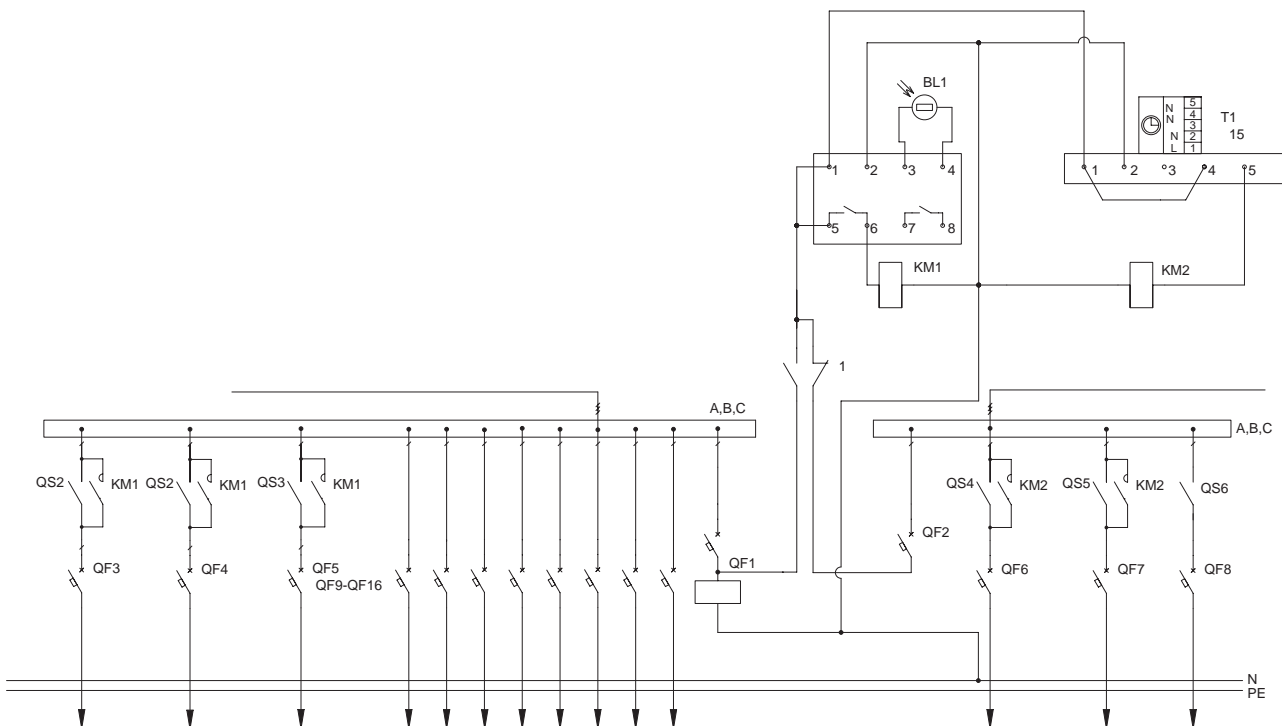 BL1
5
N 4
N 3
N 2
L 1
T1
15
1 2 3 4
1 2 3 4 5
5 6 7 8
KM1
KM2
1
A,B,C
A,B,C
QS2 KM1 QS2 KM1 QS3 KM1
QS4 KM2 QS5 KM2 QS6
QF1
QF2
QF3 QF4 QF5
QF9-QF16
QF6 QF7 QF8
N
PE